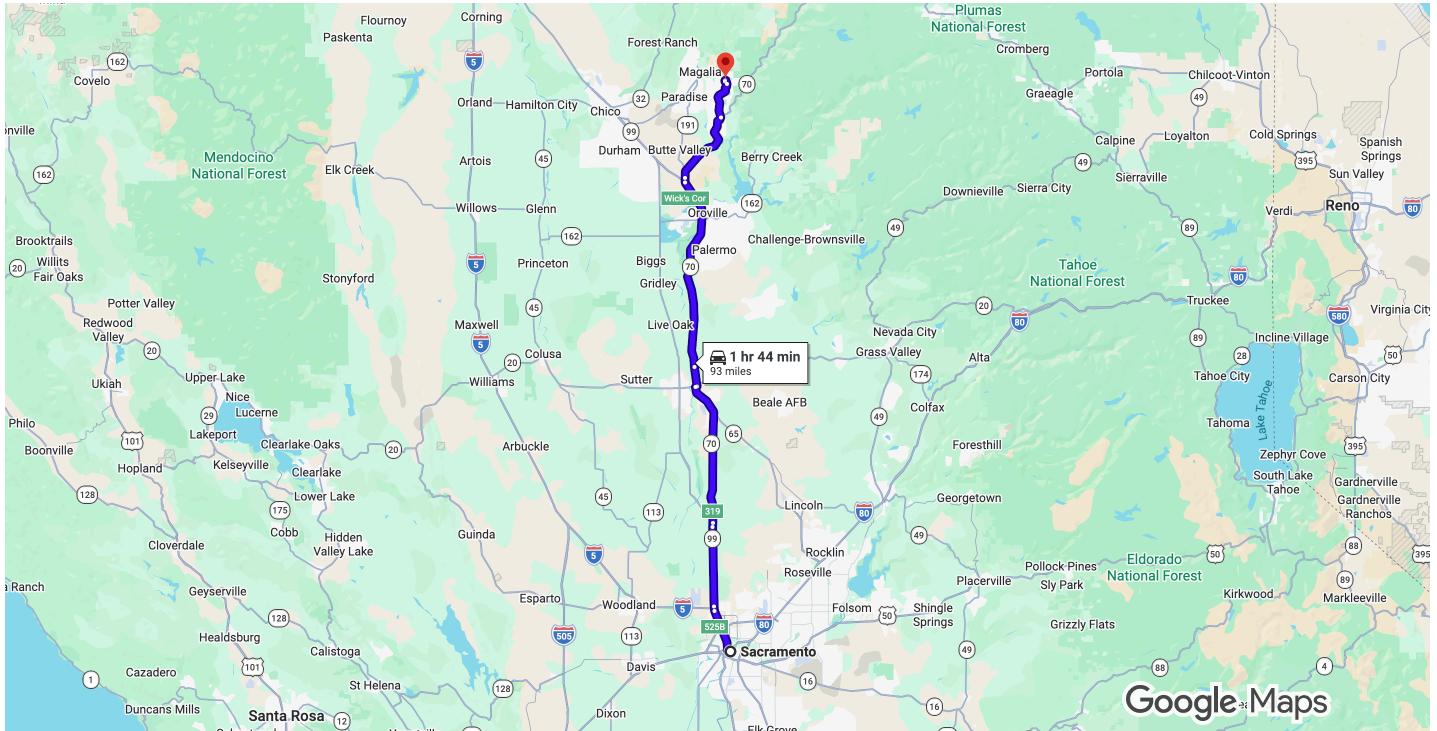 Flournoy
Corning
Plumas
National Forest
Paskenta
Forest Ranch
Cromberg
5
162
Covelo
Magalia
70
Portola
Chilcoot-Vinton
Graeagle
49
Orland
Hamilton City
32
Paradise
Chico
191
99
Loyalton
Cold Springs
Calpine
Spanish
Springs
Mendocino
National Forest
Artois
45
Durham
Butte Valley
Berry Creek
49
395
Elk Creek
Sierraville
Sun Valley
162
Downieville
Sierra City
Wick's Cor
162
Reno
80
Willows
Glenn
Oroville
Verdi
49
89
162
Brooktrails
Palermo
Challenge-Brownsville
Willits
20
Fair Oaks
5
Princeton
Biggs
70
Tahoe
National Forest
80
Stonyford
Gridley
Potter Valley
45
20
Truckee
Virginia City
580
Redwood
Valley
Maxwell
Live Oak
80
Nevada City
89
Incline Village
5
20
20
Colusa
1 hr 44 min
93 miles
Grass Valley
Alta
28
50
Ukiah
Upper Lake
Williams
Sutter
174
Tahoe City
Carson City
Nice
Lucerne
29
Beale AFB
Colfax
49
Lake Tahoe
Philo
Lakeport
Tahoma
101
Clearlake Oaks
20
Arbuckle
70
65
Foresthill
395
Boonville
Kelseyville
Zephyr Cove
Hopland
Clearlake
South Lake
Tahoe
Gardnerville
128
Lower Lake
45
Georgetown
Gardnerville
Ranchos
175
113
319
Lincoln
80
Cobb
Guinda
99
49
Hidden
Valley Lake
88
Cloverdale
5
Rocklin
50
395
Roseville
Eldorado
National Forest
Pollock Pines
Sly Park
89
Placerville
a Ranch
Geyserville
Esparto
Woodland
5
Folsom
50
Shingle
Springs
Kirkwood
Markleeville
128
525B
80
Grizzly Flats
Healdsburg
505
113
Calistoga
Sacramento
49
101
Davis
88
4
Cazadero
1
St Helena
128
16
Duncans Mills
Santa Rosa
12
Dixon
16
Google Maps
Elk Grove